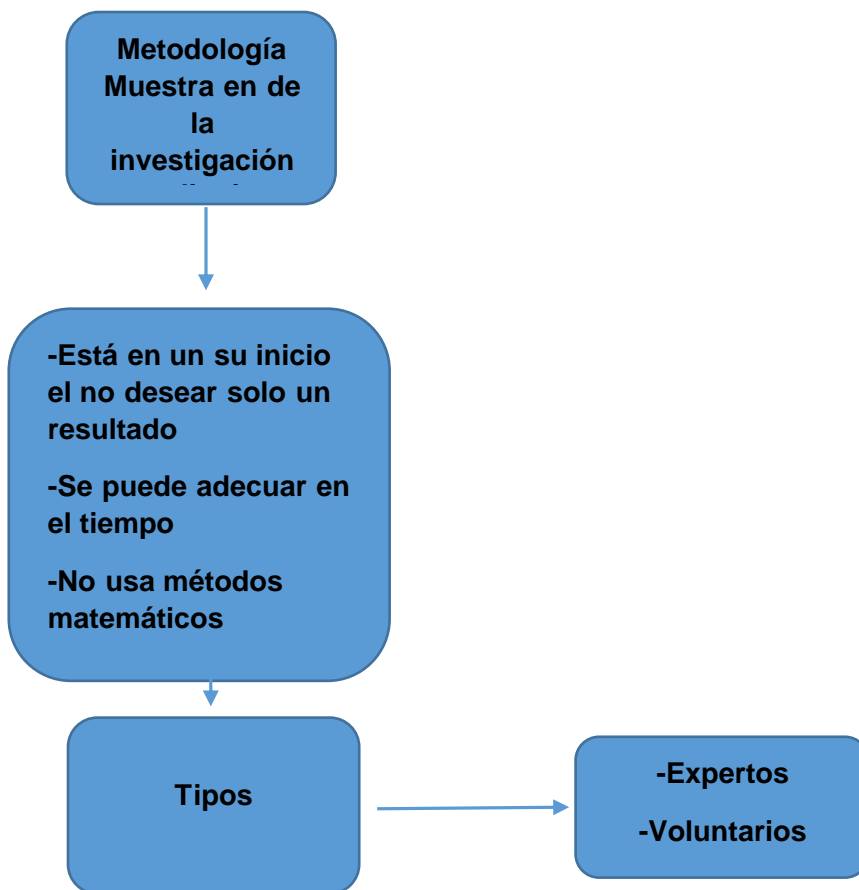 Metodología
Muestra en de
la
investigación
-Está en un su inicio
el no desear solo un
resultado
-Se puede adecuar en
el tiempo
-No usa métodos
matemáticos
Tipos
-Expertos
-Voluntarios